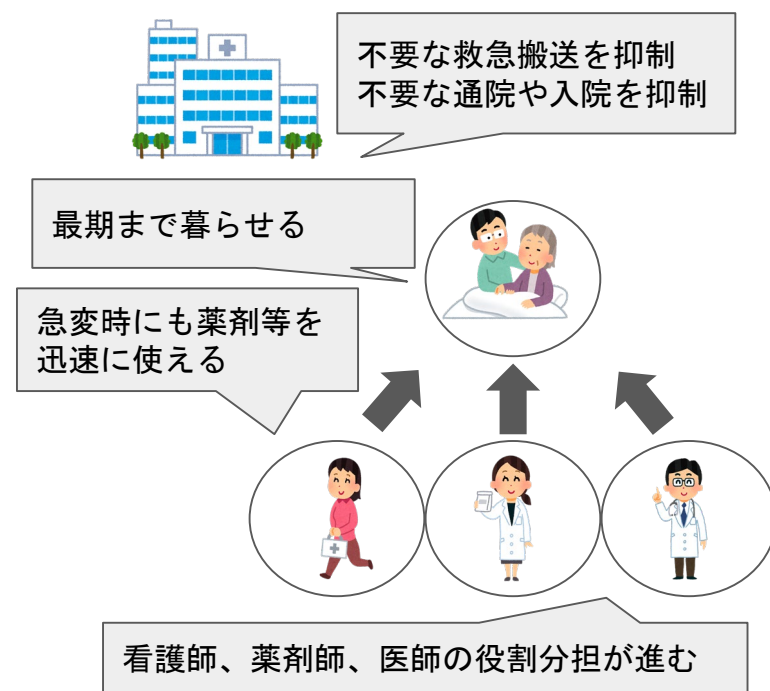 不要な救急搬送を抑制
不要な通院や入院を抑制
最期まで暮らせる
急変時にも薬剤等を
迅速に使える
看護師、薬剤師、医師の役割分担が進む